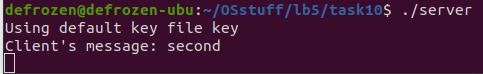 defrozen@defrozen-ubu:~/OSstuff/lb5/task10$ ./server
Using default key file key
Client's message: second